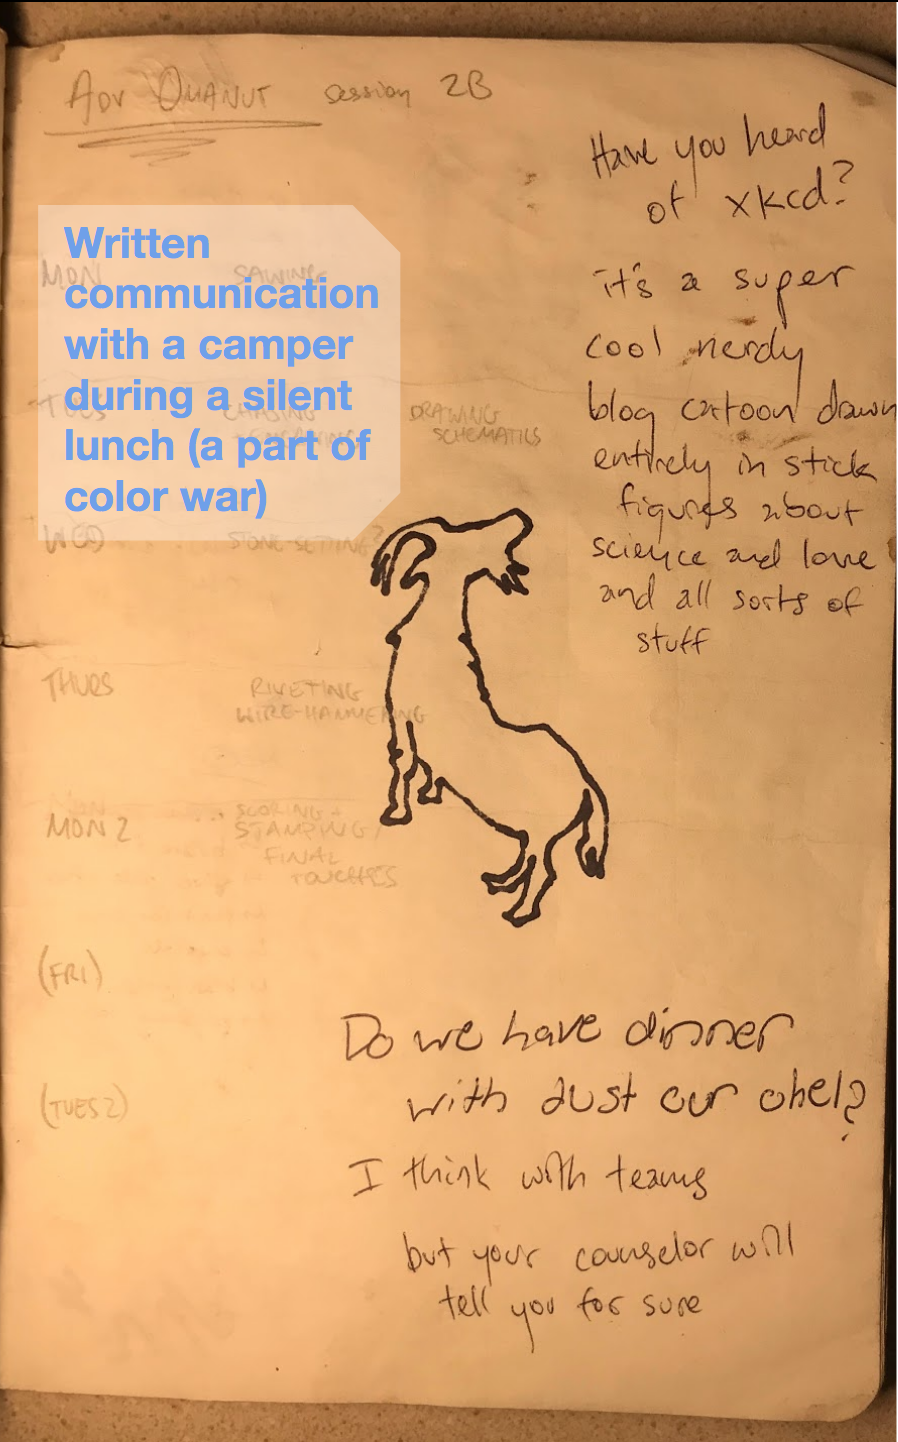 Adv Omanut session 2B
Have you heard
of xkcd?
it's a super
cool nerdy
blog cartoon drawn
entirely in stick
figures about
science and love
and all sorts of
stuff
Written
communication
with a camper
during a silent
lunch (a part of
color war)
MON SAWING
TUES CHASING DRAWING
SCHEMATICS
WED STONE-SETTING?
THURS RIVETING
WIRE-HAMMERING
MON 2 SCORING +
STAMPING/
FINAL
TOUCHES
(FRI)
(TUES 2)
Do we have dinner
with just our ohel?
I think with teams
but your counselor will
tell you for sure